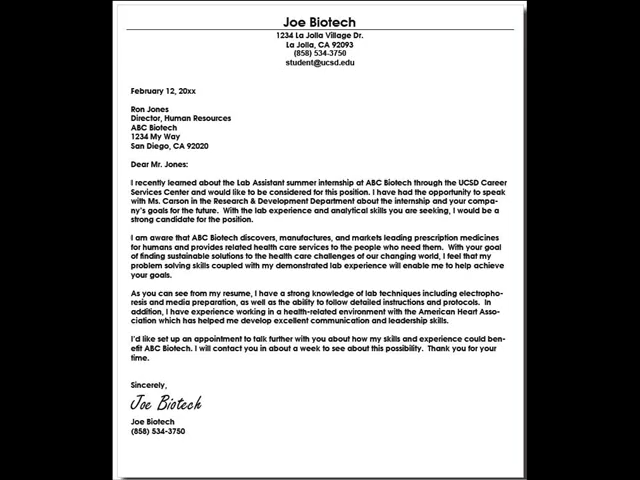 Joe Biotech
1234 La Jolla Village Dr.
La Jolla, CA 92093
(858) 534-3750
student@ucsd.edu
February 12, 20xx
Ron Jones
Director, Human Resources
ABC Biotech
1234 My Way
San Diego, CA 92020
Dear Mr. Jones:
I recently learned about the Lab Assistant summer internship at ABC Biotech through the UCSD Career
Services Center and would like to be considered for this position. I have had the opportunity to speak
with Ms. Carson in the Research & Development Department about the internship and your compa-
ny's goals for the future. With the lab experience and analytical skills you are seeking, I would be a
strong candidate for the position.
I am aware that ABC Biotech discovers, manufactures, and markets leading prescription medicines
for humans and provides related health care services to the people who need them. With your goal
of finding sustainable solutions to the health care challenges of our changing world, I feel that my
problem solving skills coupled with my demonstrated lab experience will enable me to help achieve
your goals.
As you can see from my resume, I have a strong knowledge of lab techniques including electropho-
resis and media preparation, as well as the ability to follow detailed instructions and protocols. In
addition, I have experience working in a health-related environment with the American Heart Asso-
ciation which has helped me develop excellent communication and leadership skills.
I'd like set up an appointment to talk further with you about how my skills and experience could ben-
efit ABC Biotech. I will contact you in about a week to see about this possibility. Thank you for your
time.
Sincerely,
Joe Biotech
Joe Biotech
(858) 534-3750